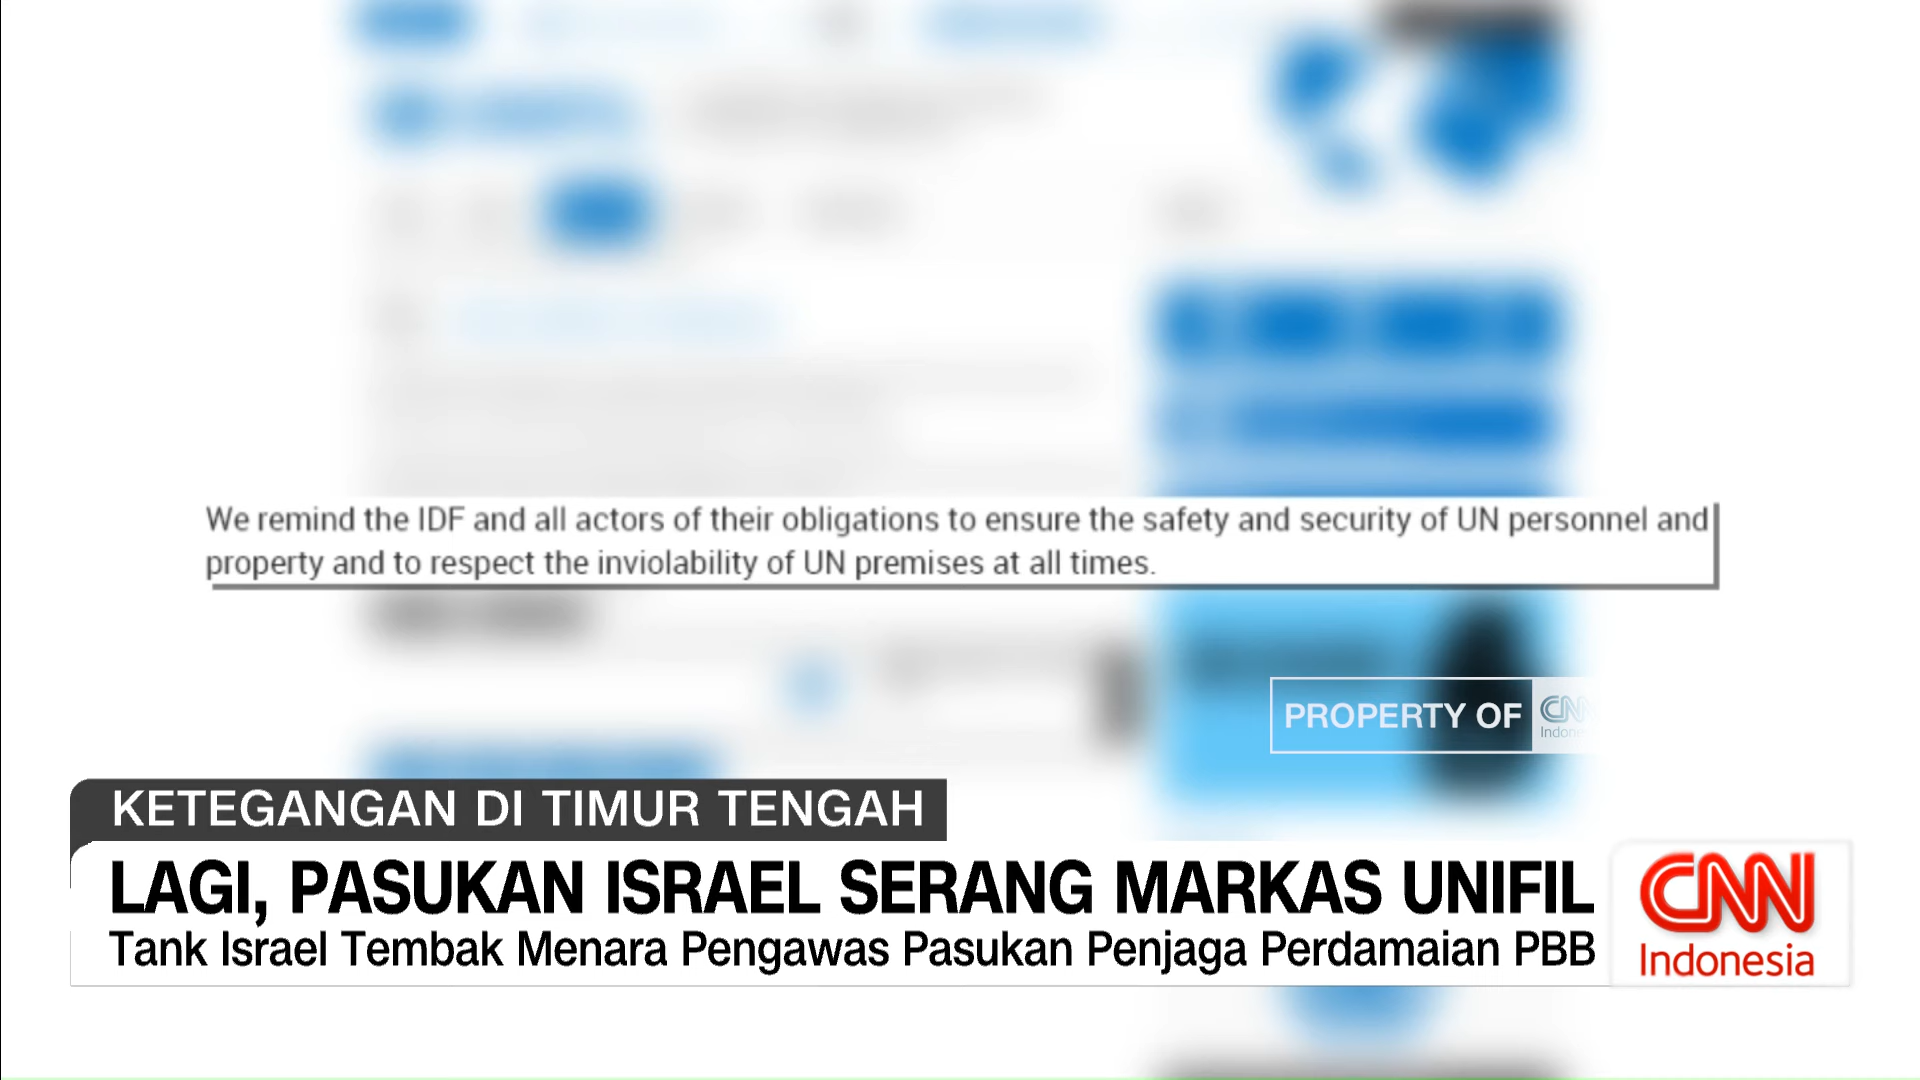 We remind the IDF and all actors of their obligations to ensure the safety and security of UN personnel and
property and to respect the inviolability of UN premises at all times.
PROPERTY OF CNN
KETEGANGAN DI TIMUR TENGAH
LAGI, PASUKAN ISRAEL SERANG MARKAS UNIFIL
Tank Israel Tembak Menara Pengawas Pasukan Penjaga Perdamaian PBB
CNN
Indonesia